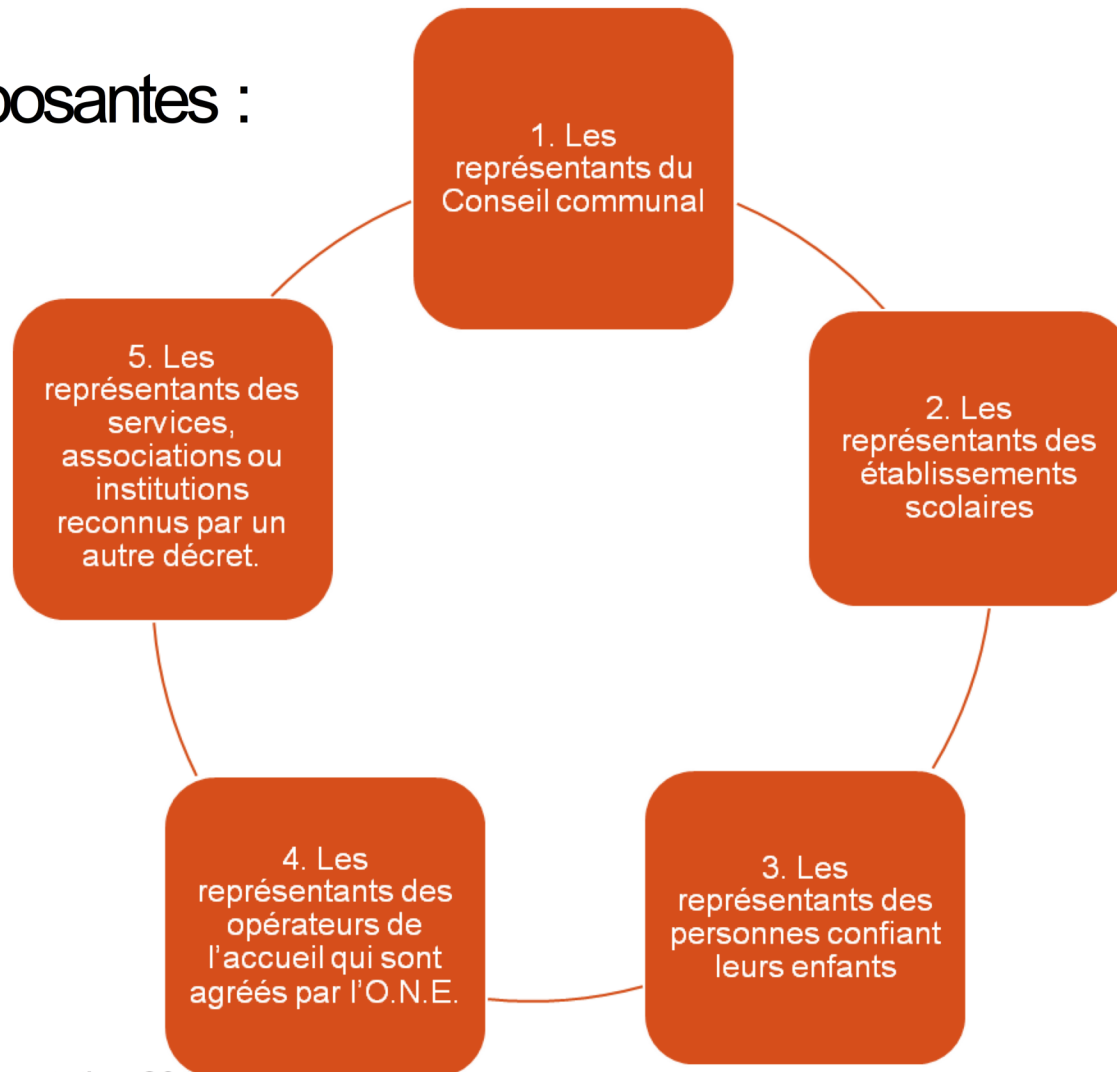 posantes :
1. Les
représentants du
Conseil communal
2. Les
représentants des
établissements
scolaires
3. Les
représentants des
personnes confiant
leurs enfants
4. Les
représentants des
opérateurs de
l'accueil qui sont
agréés par l'O.N.E.
5. Les
représentants des
services,
associations ou
institutions
reconnus par un
autre décret.